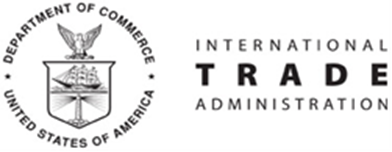 DEPARTMENT OF COMMERCE
UNITED STATES OF AMERICA
INTERNATIONAL
TRADE
ADMINISTRATION